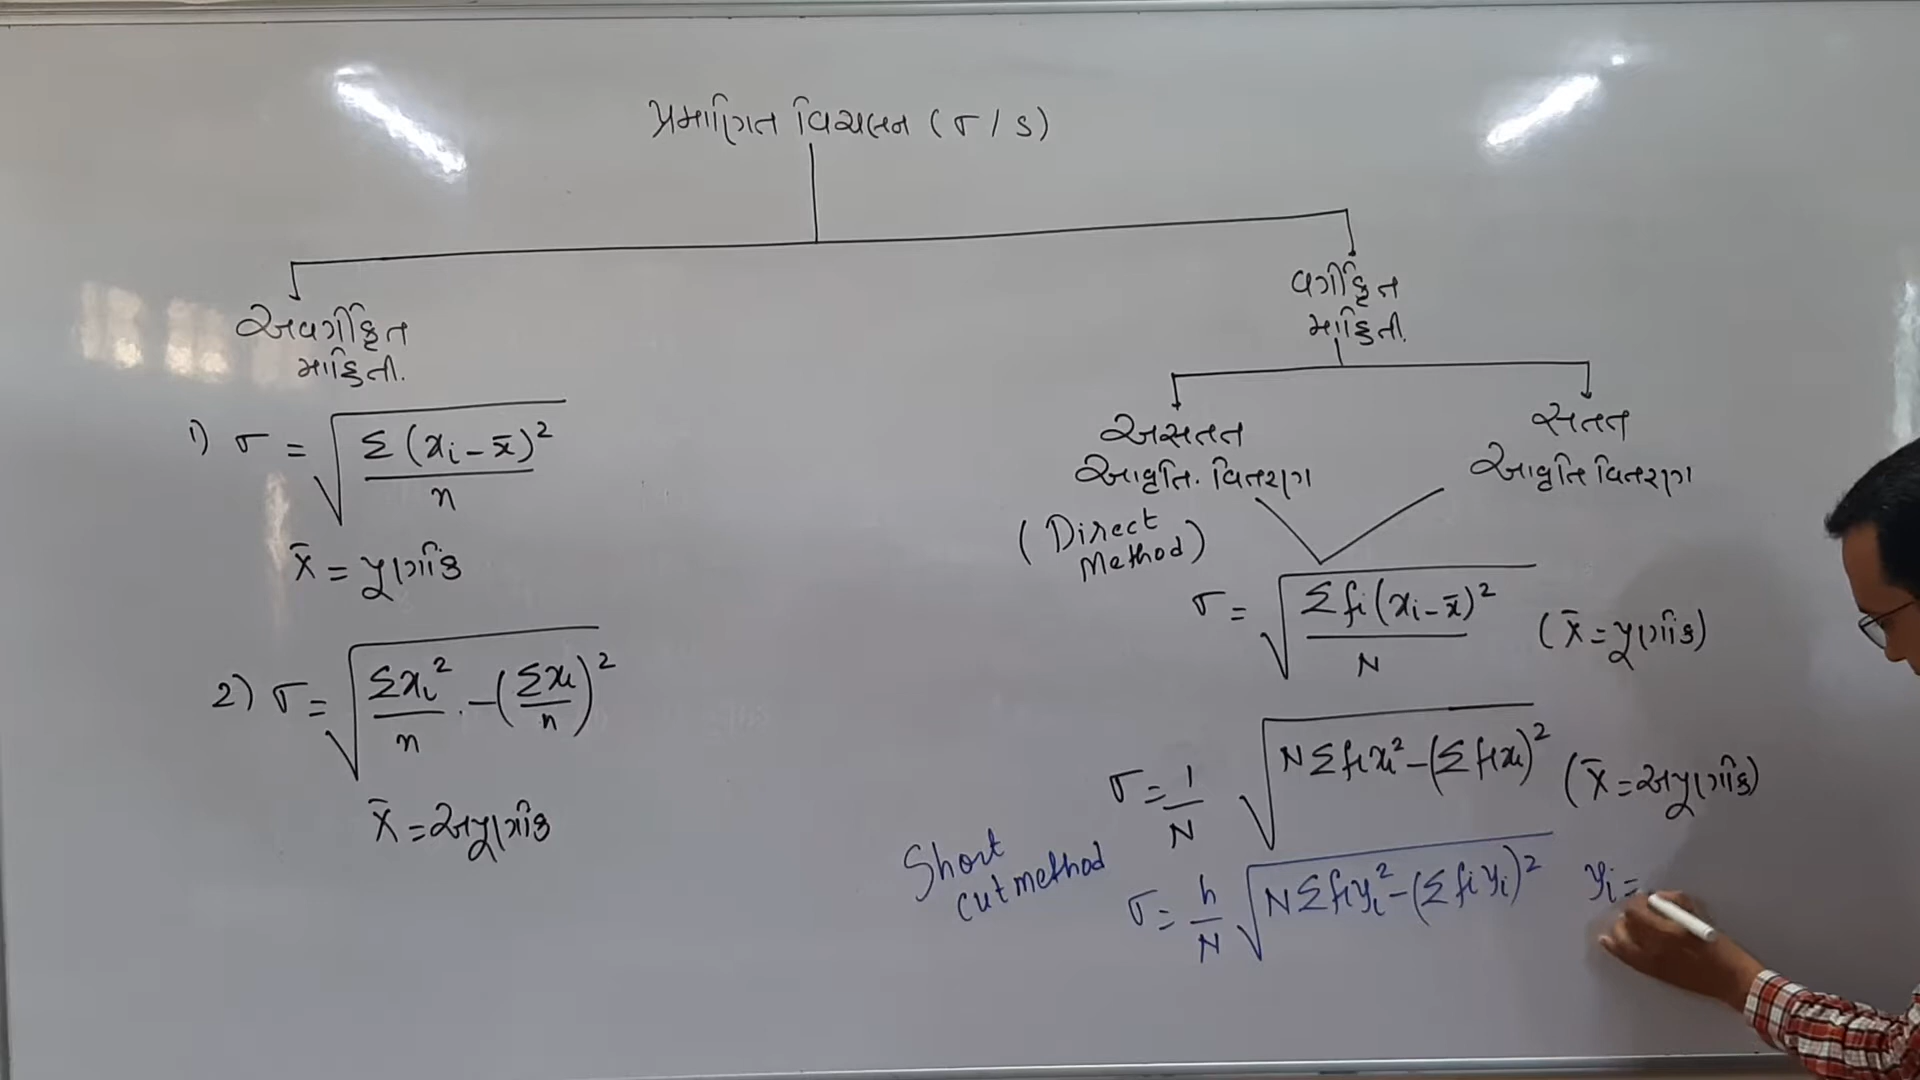 પ્રમાણિત વિચલન (σ / s)
અવર્ગીકૃત
માહિતી.
1) σ = √(Σ(xᵢ - x̄)² / n)
x̄ = પૂર્ણાંક
2) σ = √(Σxᵢ²/n - (Σxᵢ/n)²)
x̄ = અપૂર્ણાંક
વર્ગીકૃત
માહિતી.
અસતત
આવૃતિ. વિતરણ
સતત
આવૃતિ વિતરણ
(Direct
Method)
σ = √(Σfᵢ(xᵢ - x̄)² / N) (x̄ = પૂર્ણાંક)
σ = 1/N √(NΣfᵢxᵢ² - (Σfᵢxᵢ)²) (x̄ = અપૂર્ણાંક)
Short
cut method
σ = h/N √(NΣfᵢyᵢ² - (Σfᵢyᵢ)²) yᵢ =